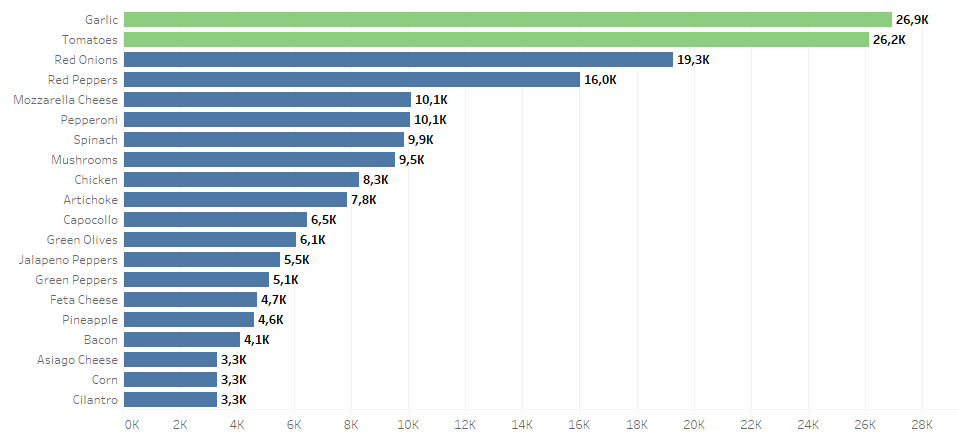 Garlic 26,9K
Tomatoes 26,2K
Red Onions 19,3K
Red Peppers 16,0K
Mozzarella Cheese 10,1K
Pepperoni 10,1K
Spinach 9,9K
Mushrooms 9,5K
Chicken 8,3K
Artichoke 7,8K
Capocollo 6,5K
Green Olives 6,1K
Jalapeno Peppers 5,5K
Green Peppers 5,1K
Feta Cheese 4,7K
Pineapple 4,6K
Bacon 4,1K
Asiago Cheese 3,3K
Corn 3,3K
Cilantro 3,3K
0K 2K 4K 6K 8K 10K 12K 14K 16K 18K 20K 22K 24K 26K 28K